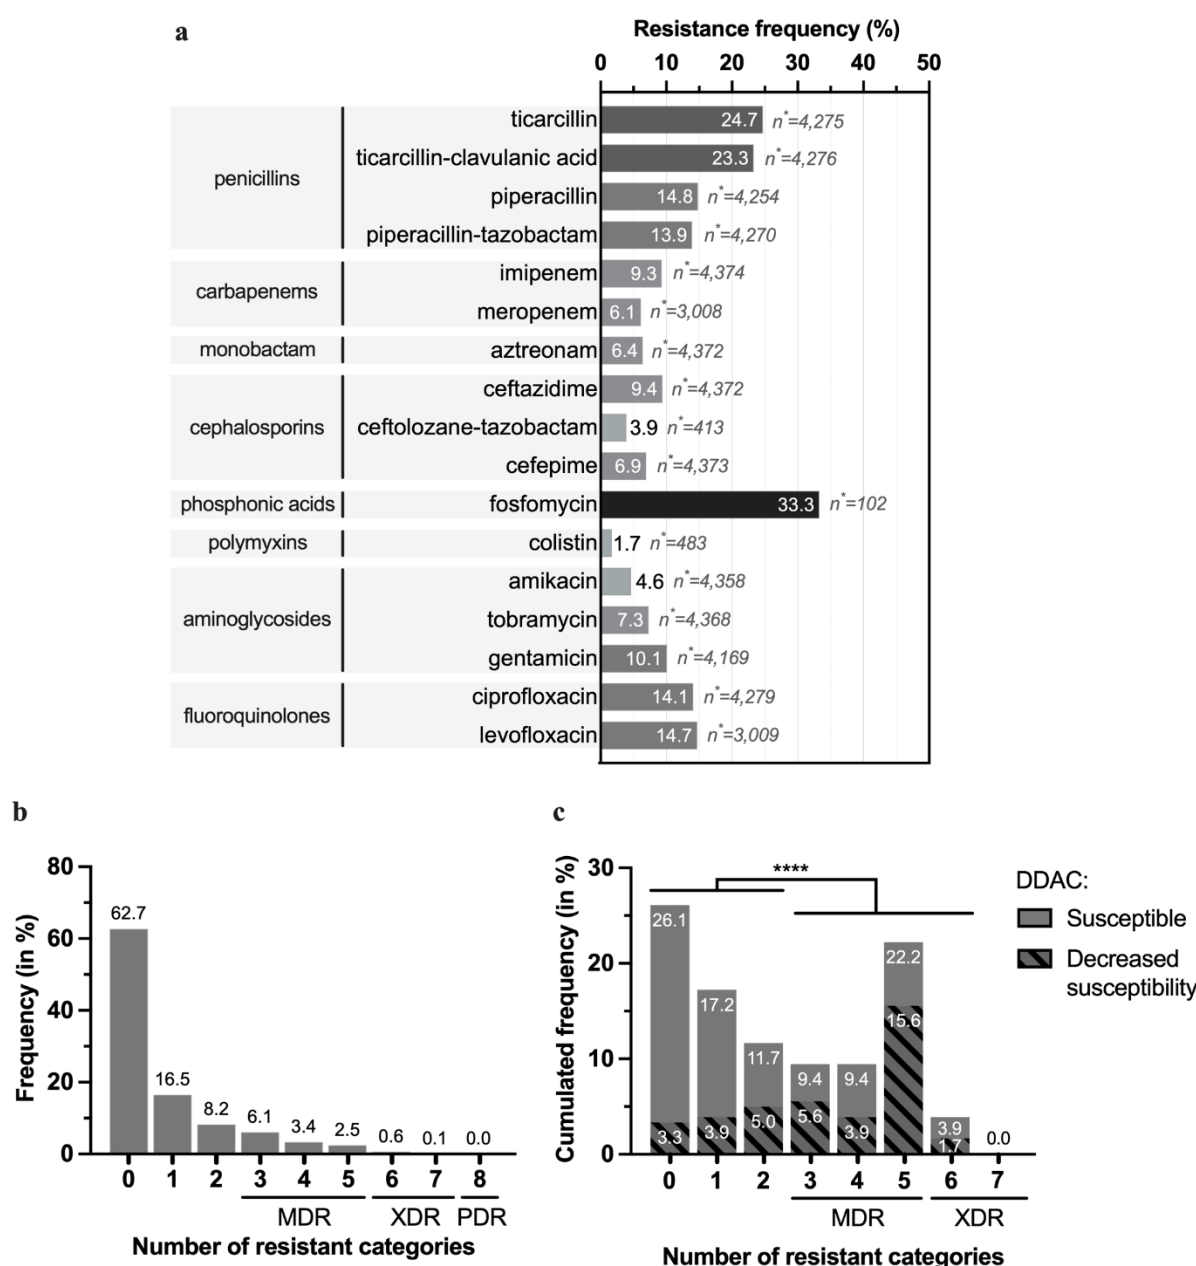 a
Resistance frequency (%)
0 10 20 30 40 50
penicillins
ticarcillin 24.7 n*=4,275
ticarcillin-clavulanic acid 23.3 n*=4,276
piperacillin 14.8 n*=4,254
piperacillin-tazobactam 13.9 n*=4,270
carbapenems
imipenem 9.3 n*=4,374
meropenem 6.1 n*=3,008
monobactam aztreonam 6.4 n*=4,372
cephalosporins
ceftazidime 9.4 n*=4,372
ceftolozane-tazobactam 3.9 n*=413
cefepime 6.9 n*=4,373
phosphonic acids fosfomycin 33.3 n*=102
polymyxins colistin 1.7 n*=483
aminoglycosides
amikacin 4.6 n*=4,358
tobramycin 7.3 n*=4,368
gentamicin 10.1 n*=4,169
fluoroquinolones
ciprofloxacin 14.1 n*=4,279
levofloxacin 14.7 n*=3,009
b
Frequency (in %)
80
60
40
20
0
62.7 16.5 8.2 6.1 3.4 2.5 0.6 0.1 0.0
0 1 2 3 4 5 6 7 8
MDR XDR PDR
Number of resistant categories
c
Cumulated frequency (in %)
30
20
10
0
****
26.1 17.2 11.7 9.4 9.4 22.2 3.9 0.0
3.3 3.9 5.0 5.6 3.9 15.6 1.7
0 1 2 3 4 5 6 7
MDR XDR
Number of resistant categories
DDAC:
Susceptible
Decreased
susceptibility